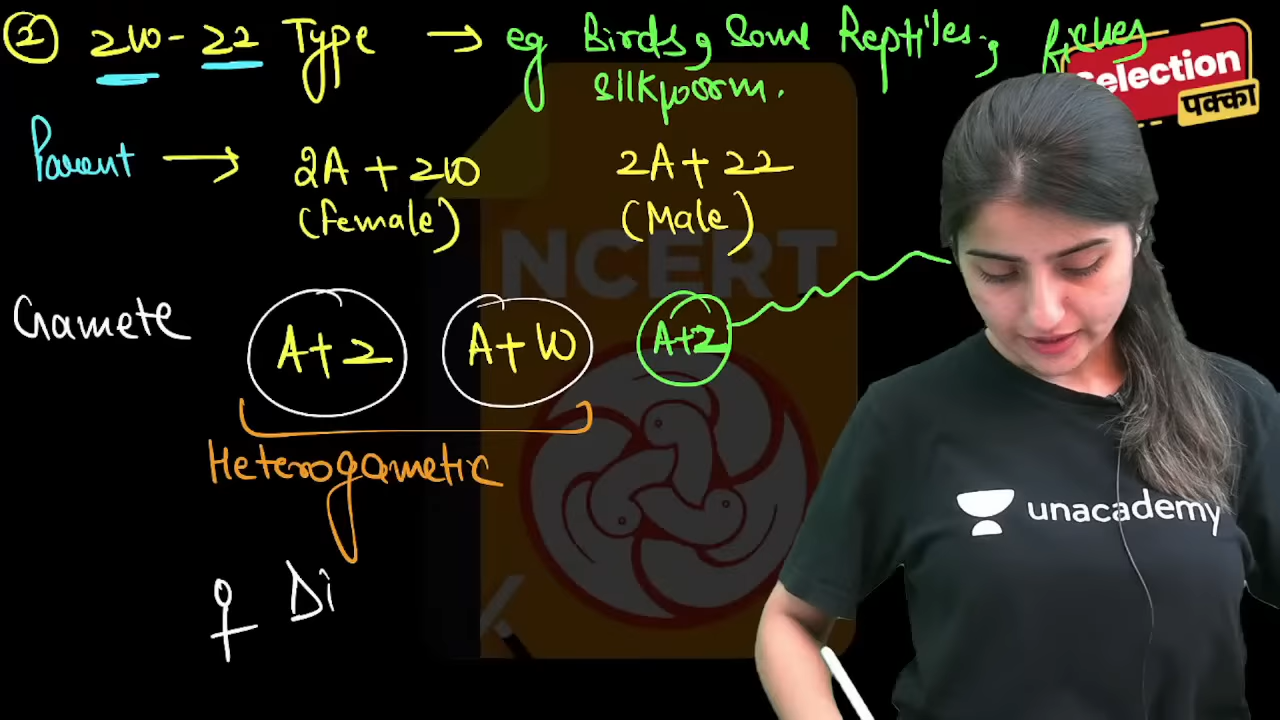 ② ZW - ZZ Type → eg Birds, Some Reptiles, fishes
silkworm.
Selection
पक्का
Parent → 2A + ZW 2A + ZZ
(Female) (Male)
NCERT
Gamete A+Z A+W A+Z
Heterogametic
unacademy
♀ Di